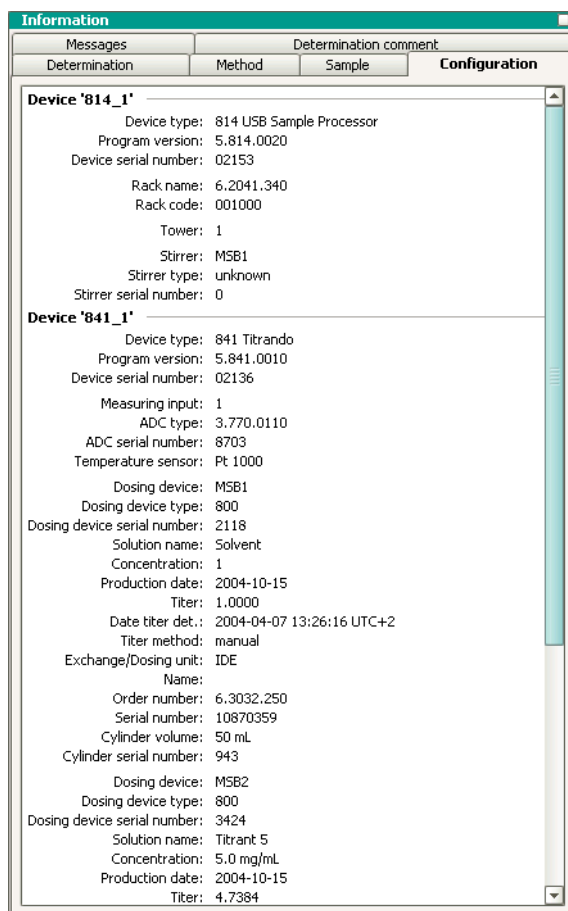 Information
Messages Determination comment
Determination Method Sample Configuration
Device '814_1'
Device type: 814 USB Sample Processor
Program version: 5.814.0020
Device serial number: 02153
Rack name: 6.2041.340
Rack code: 001000
Tower: 1
Stirrer: MSB1
Stirrer type: unknown
Stirrer serial number: 0
Device '841_1'
Device type: 841 Titrando
Program version: 5.841.0010
Device serial number: 02136
Measuring input: 1
ADC type: 3.770.0110
ADC serial number: 8703
Temperature sensor: Pt 1000
Dosing device: MSB1
Dosing device type: 800
Dosing device serial number: 2118
Solution name: Solvent
Concentration: 1
Production date: 2004-10-15
Titer: 1.0000
Date titer det.: 2004-04-07 13:26:16 UTC+2
Titer method: manual
Exchange/Dosing unit: IDE
Name:
Order number: 6.3032.250
Serial number: 10870359
Cylinder volume: 50 mL
Cylinder serial number: 943
Dosing device: MSB2
Dosing device type: 800
Dosing device serial number: 3424
Solution name: Titrant 5
Concentration: 5.0 mg/mL
Production date: 2004-10-15
Titer: 4.7384